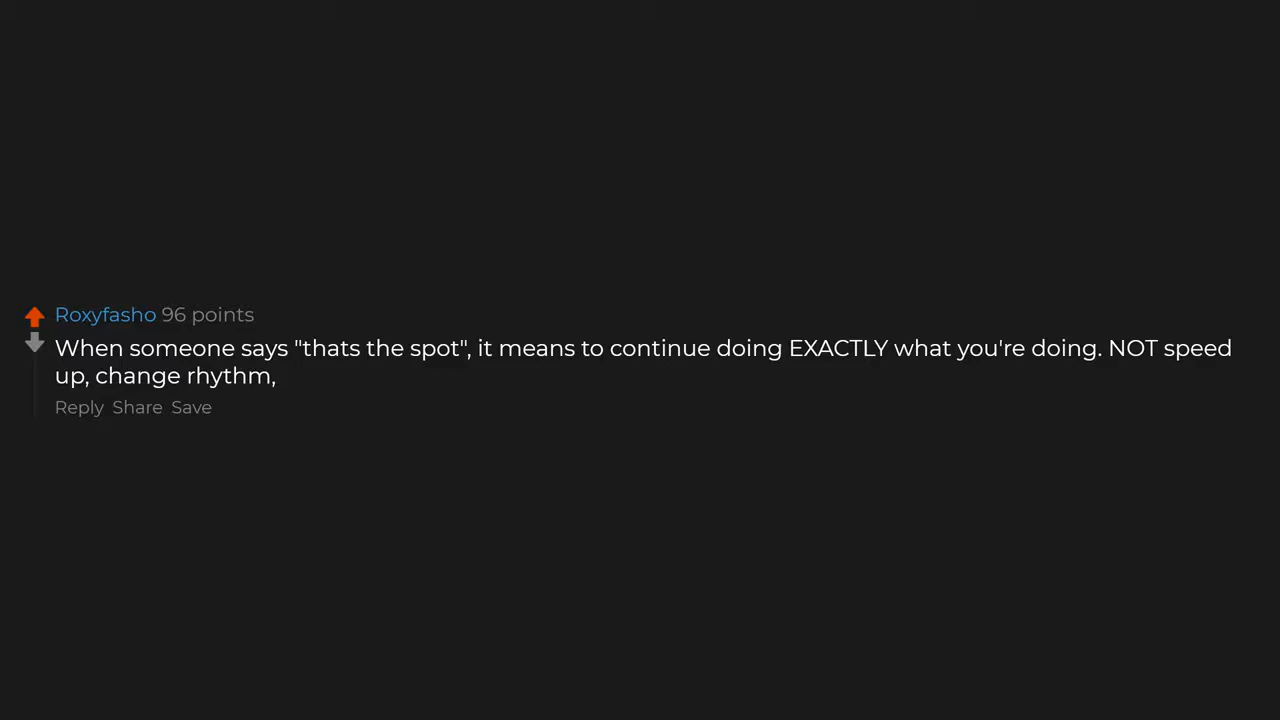 Roxyfasho 96 points
When someone says "thats the spot", it means to continue doing EXACTLY what you're doing. NOT speed
up, change rhythm,
Reply Share Save